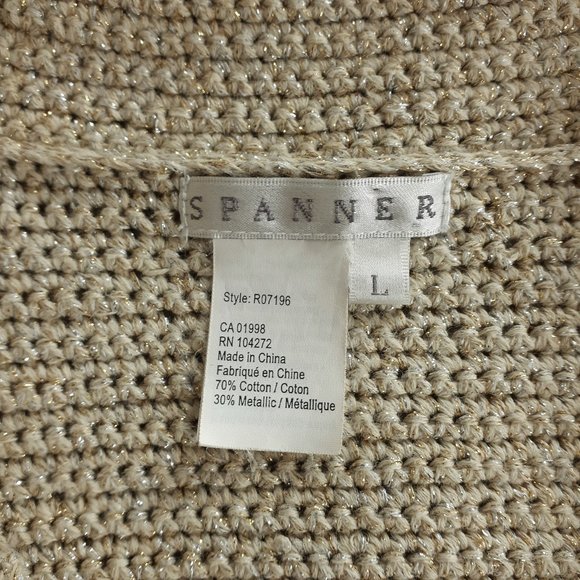 SPANNER
L
Style: R07196
CA 01998
RN 104272
Made in China
Fabriqué en Chine
70% Cotton / Coton
30% Metallic / Métallique